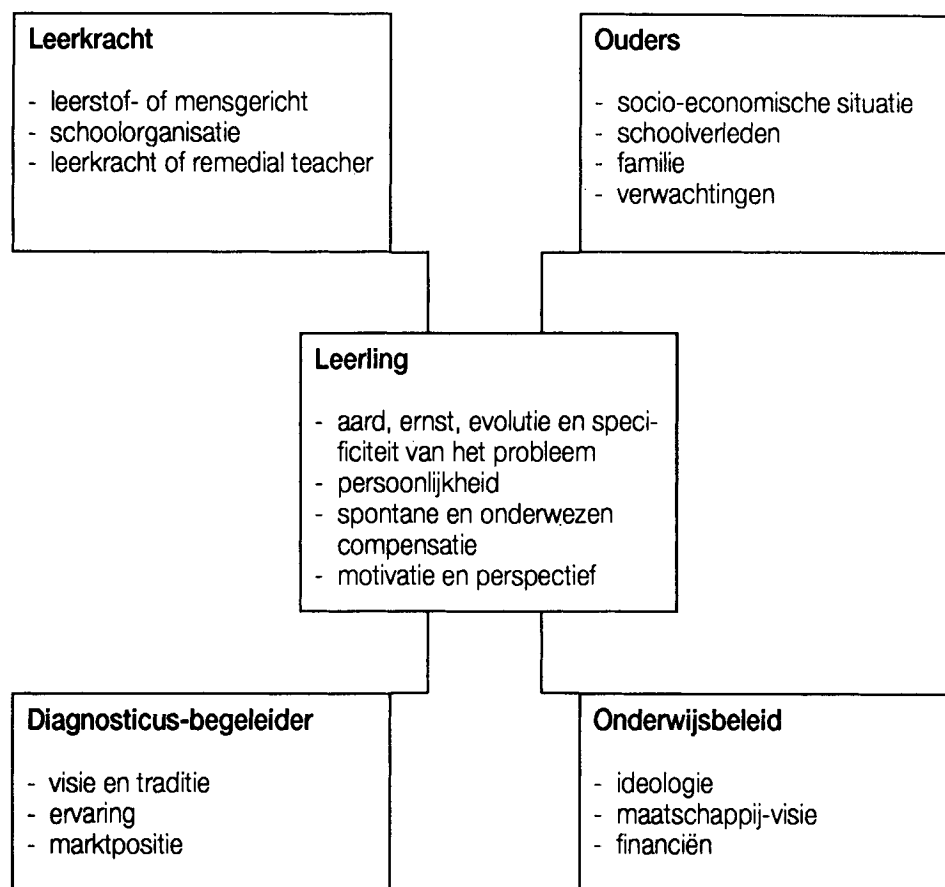 Leerkracht
- leerstof- of mensgericht
- schoolorganisatie
- leerkracht of remedial teacher
Ouders
- socio-economische situatie
- schoolverleden
- familie
- verwachtingen
Leerling
- aard, ernst, evolutie en speci-
ficiteit van het probleem
- persoonlijkheid
- spontane en onderwezen
compensatie
- motivatie en perspectief
Diagnosticus-begeleider
- visie en traditie
- ervaring
- marktpositie
Onderwijsbeleid
- ideologie
- maatschappij-visie
- financiën